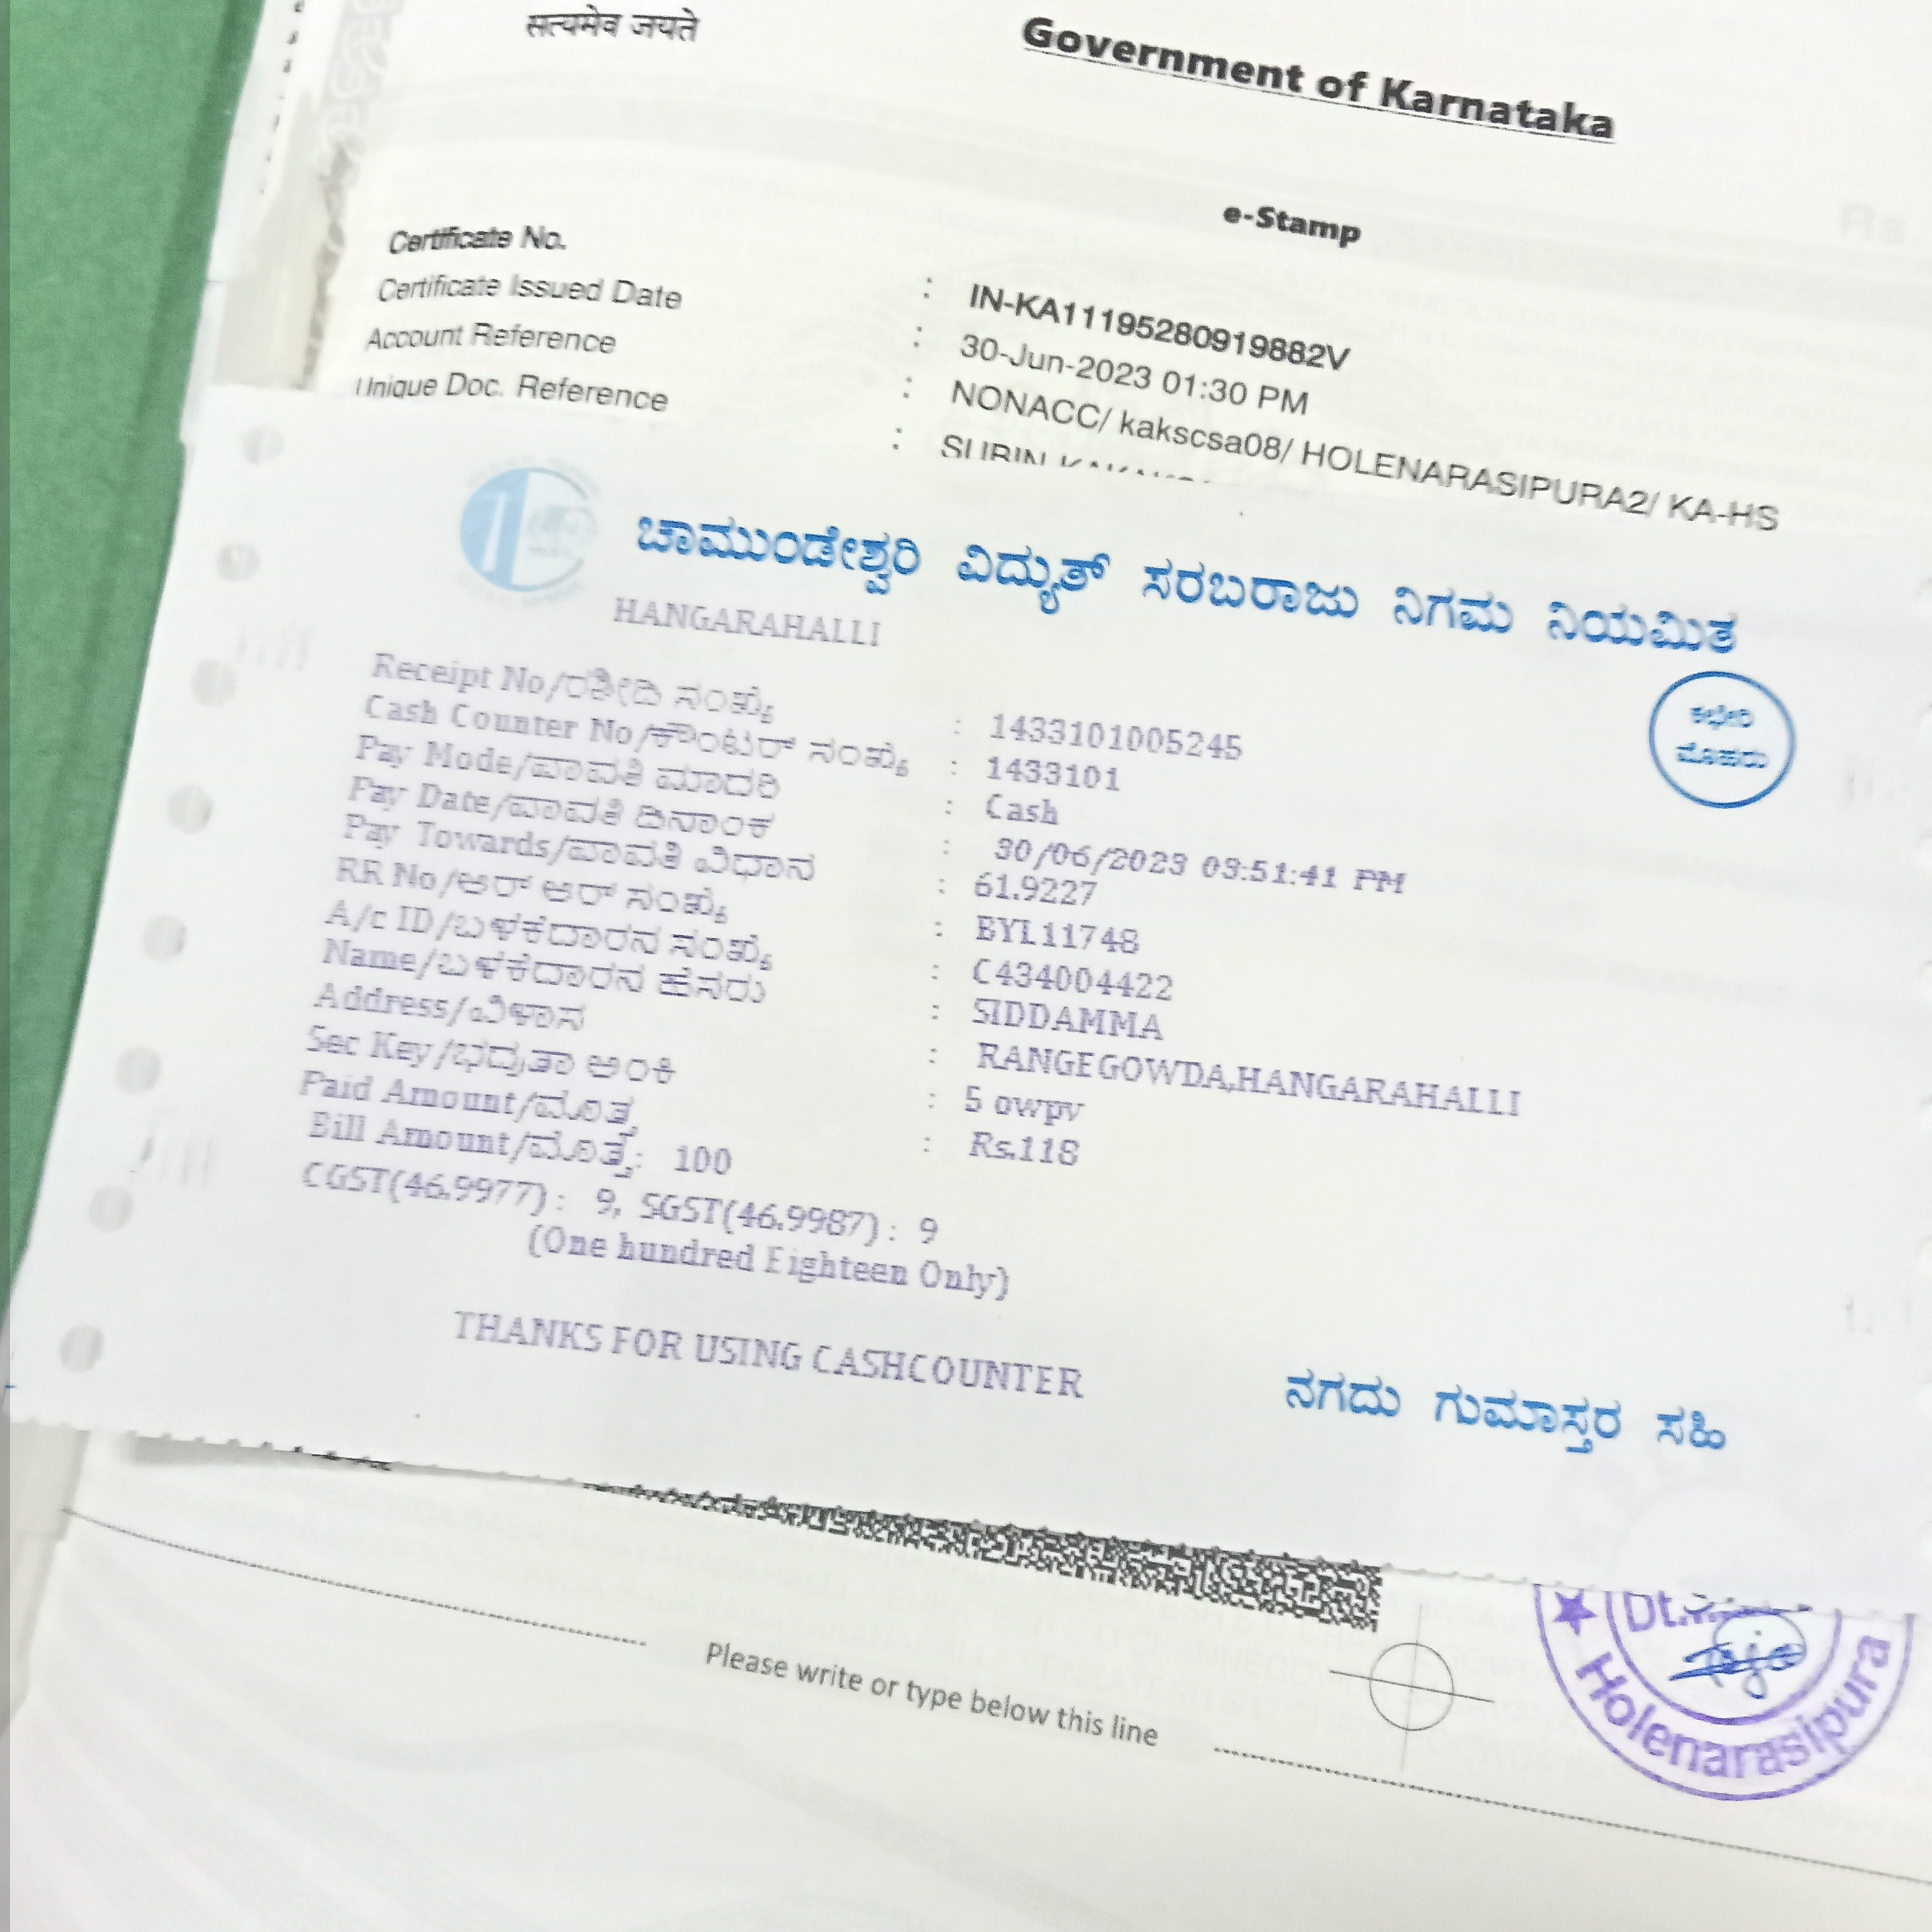 सत्यमेव जयते
Government of Karnataka
e-Stamp
Certificate No. : IN-KA11195280919882V
Certificate Issued Date : 30-Jun-2023 01:30 PM
Account Reference : NONACC/ kakscsa08/ HOLENARASIPURA2/ KA-HS
Unique Doc. Reference :
ಚಾಮುಂಡೇಶ್ವರಿ ವಿದ್ಯುತ್ ಸರಬರಾಜು ನಿಗಮ ನಿಯಮಿತ
HANGARAHALLI
ಕಛೇರಿ
ಮೊಹರು
Receipt No/ರಶೀದಿ ಸಂಖ್ಯೆ : 1433101005245
Cash Counter No/ಕೌಂಟರ್ ಸಂಖ್ಯೆ : 1433101
Pay Mode/ಪಾವತಿ ಮಾದರಿ : Cash
Pay Date/ಪಾವತಿ ದಿನಾಂಕ : 30/06/2023 03:51:41 PM
Pay Towards/ಪಾವತಿ ವಿಧಾನ : 61.9227
RR No/ಆರ್ ಆರ್ ಸಂಖ್ಯೆ : BYL11748
A/c ID/ಬಳಕೆದಾರನ ಸಂಖ್ಯೆ : C434004422
Name/ಬಳಕೆದಾರನ ಹೆಸರು : SIDDAMMA
Address/ವಿಳಾಸ : RANGEGOWDA,HANGARAHALLI
Sec Key/ಭದ್ರತಾ ಅಂಕಿ : 5 owpv
Paid Amount/ಮೊತ್ತ : Rs.118
Bill Amount/ಮೊತ್ತ : 100
CGST(46.9977) : 9, SGST(46.9987) : 9
(One hundred Eighteen Only)
THANKS FOR USING CASHCOUNTER
ನಗದು ಗುಮಾಸ್ತರ ಸಹಿ
Please write or type below this line
Holenarasipura